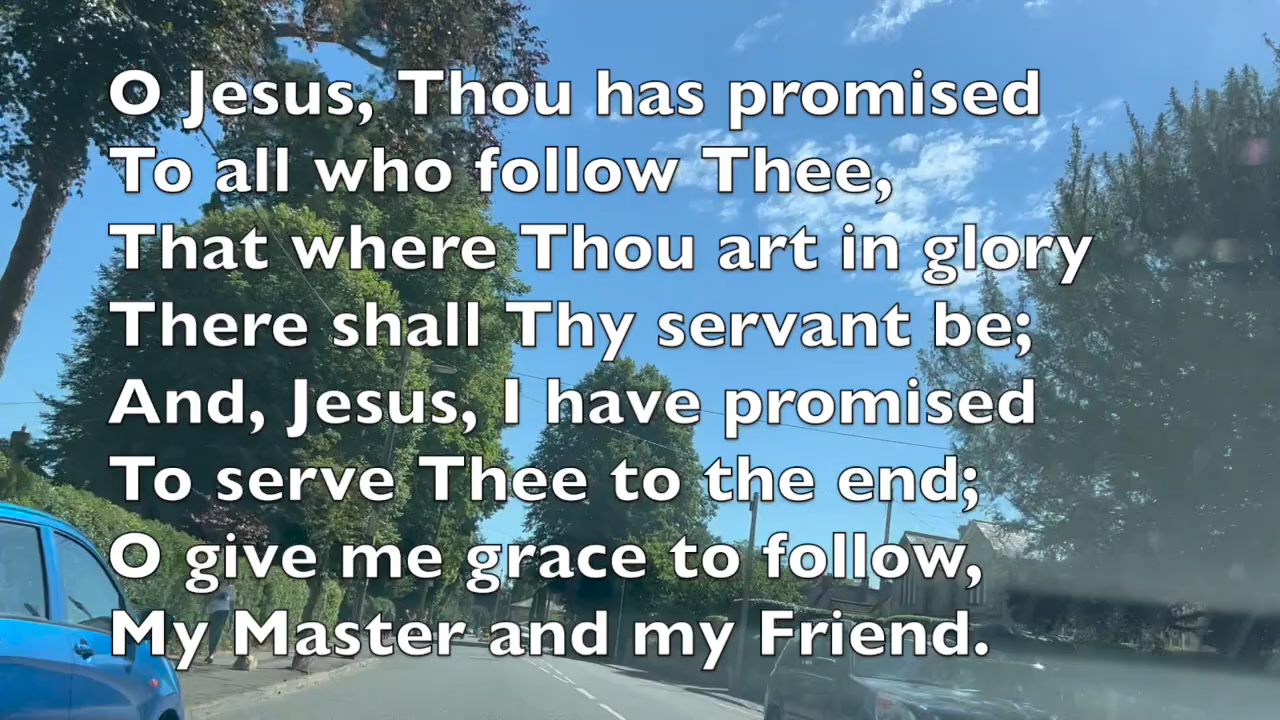 O Jesus, Thou has promised
To all who follow Thee,
That where Thou art in glory
There shall Thy servant be;
And, Jesus, I have promised
To serve Thee to the end;
O give me grace to follow,
My Master and my Friend.